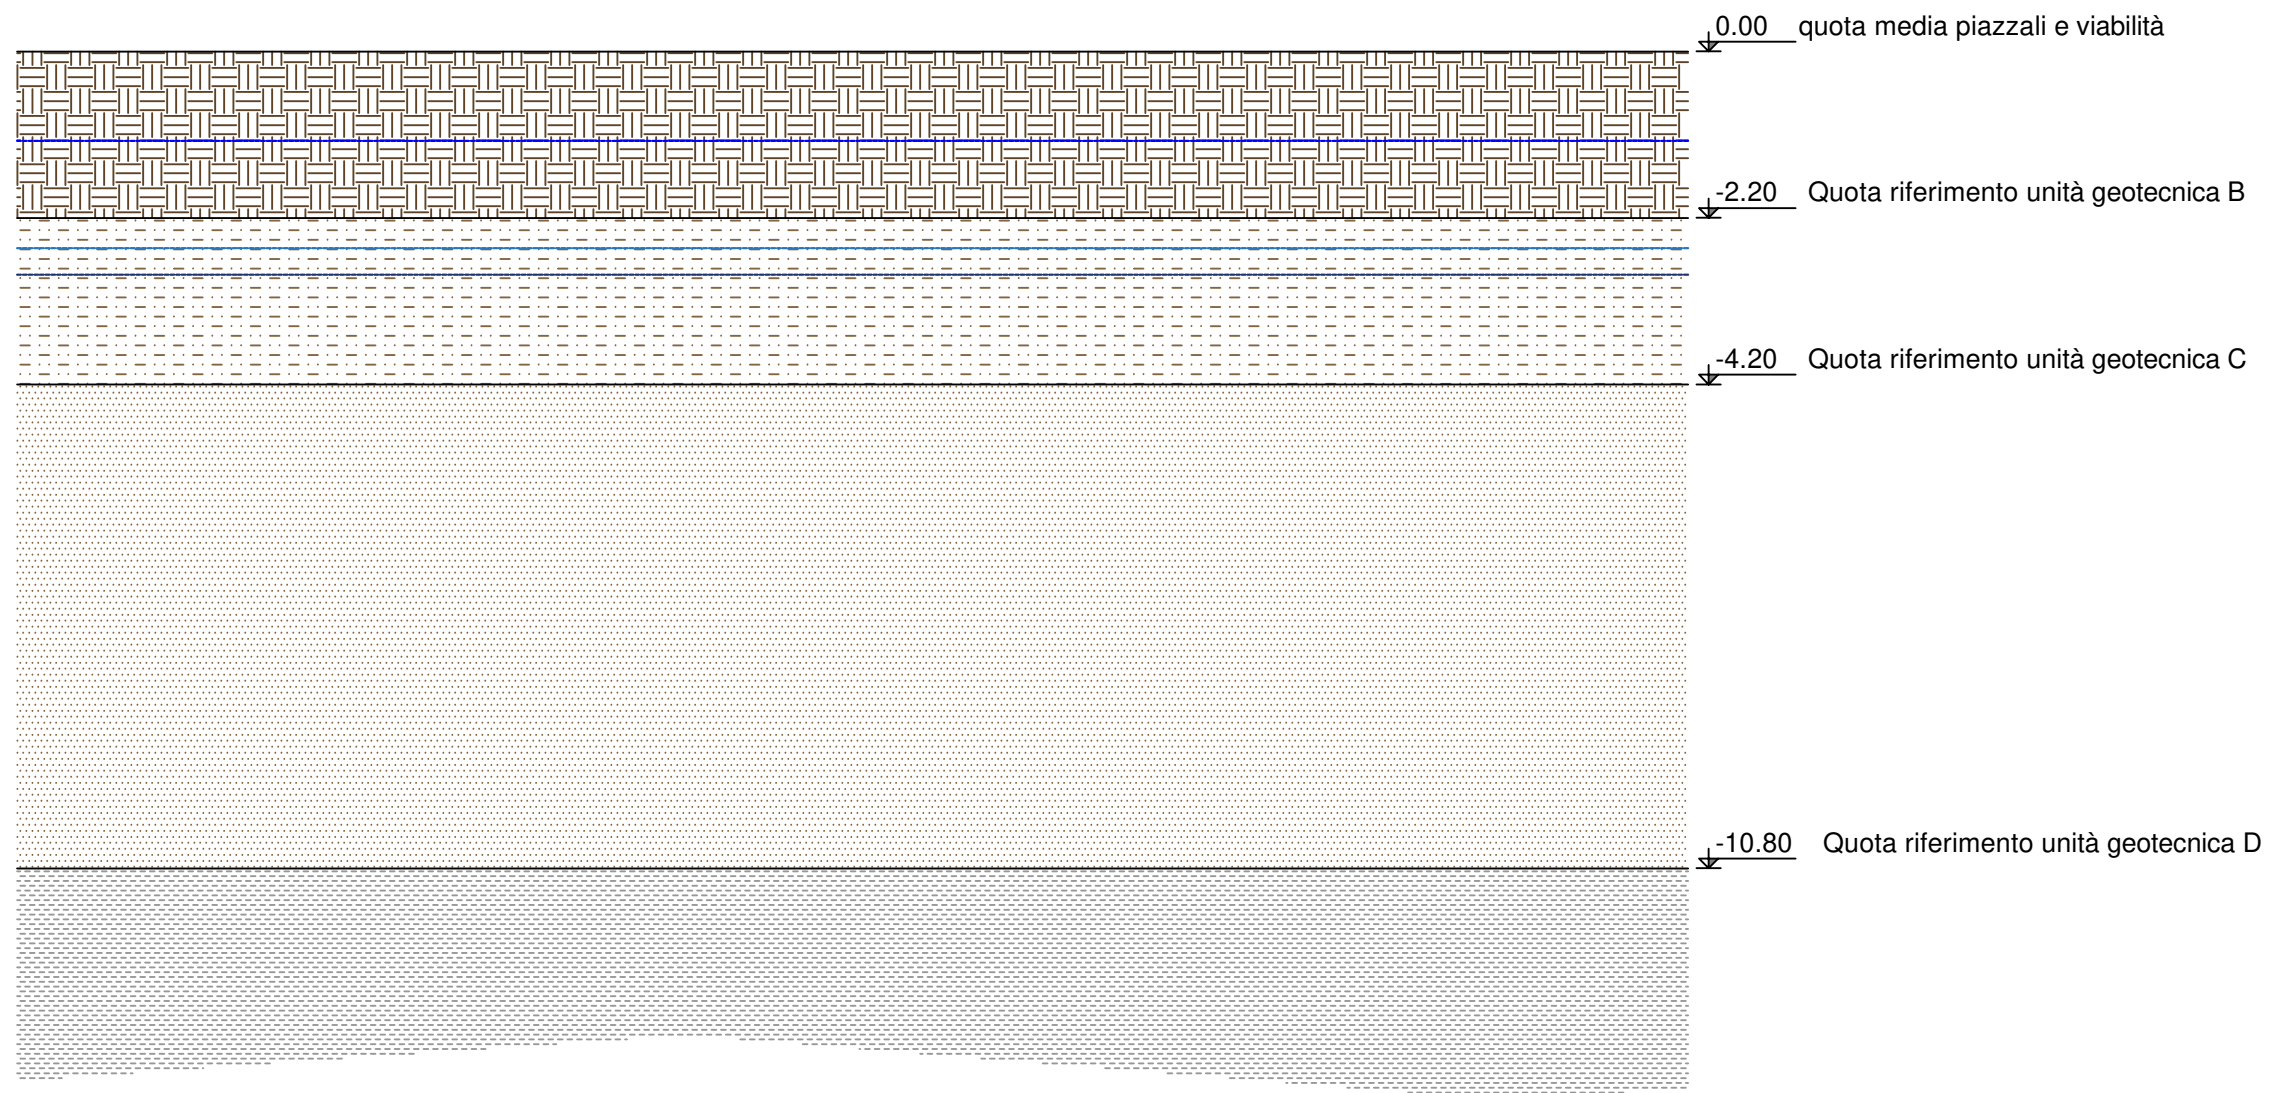 0.00 quota media piazzali e viabilità
-2.20 Quota riferimento unità geotecnica B
-4.20 Quota riferimento unità geotecnica C
-10.80 Quota riferimento unità geotecnica D